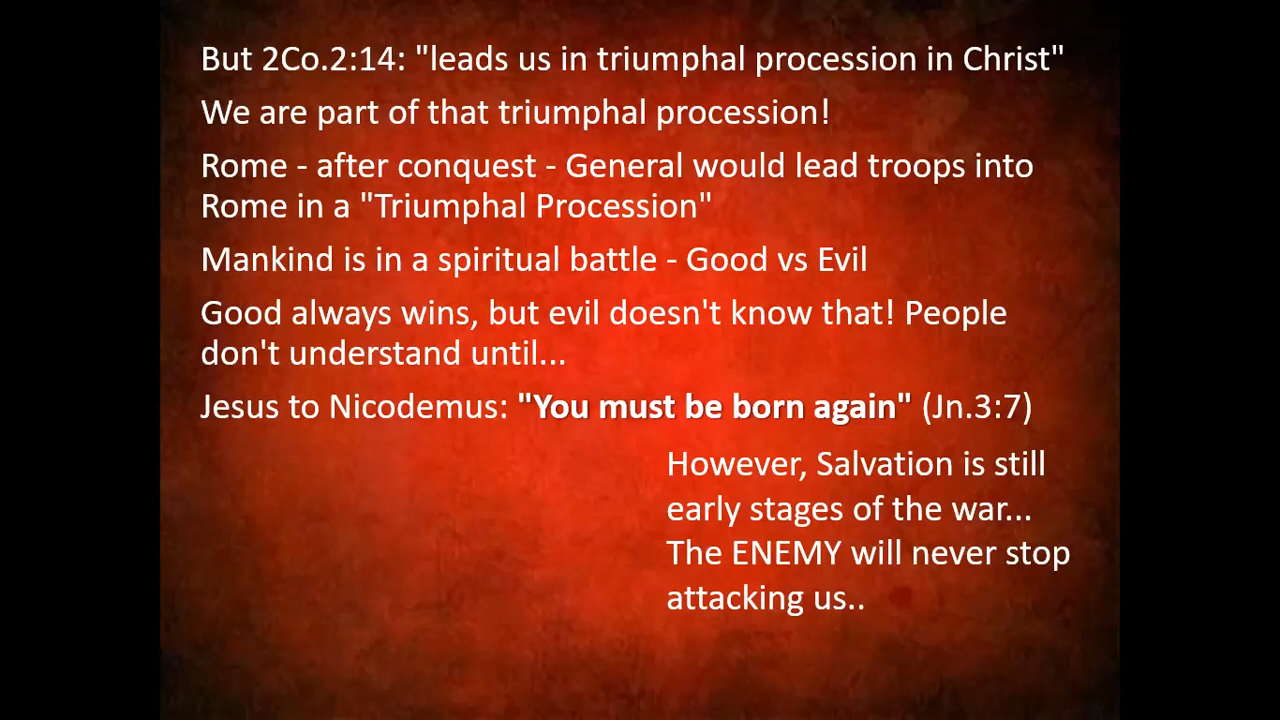 But 2Co.2:14: "leads us in triumphal procession in Christ"
We are part of that triumphal procession!
Rome - after conquest - General would lead troops into
Rome in a "Triumphal Procession"
Mankind is in a spiritual battle - Good vs Evil
Good always wins, but evil doesn't know that! People
don't understand until...
Jesus to Nicodemus: "You must be born again" (Jn.3:7)
However, Salvation is still
early stages of the war...
The ENEMY will never stop
attacking us..